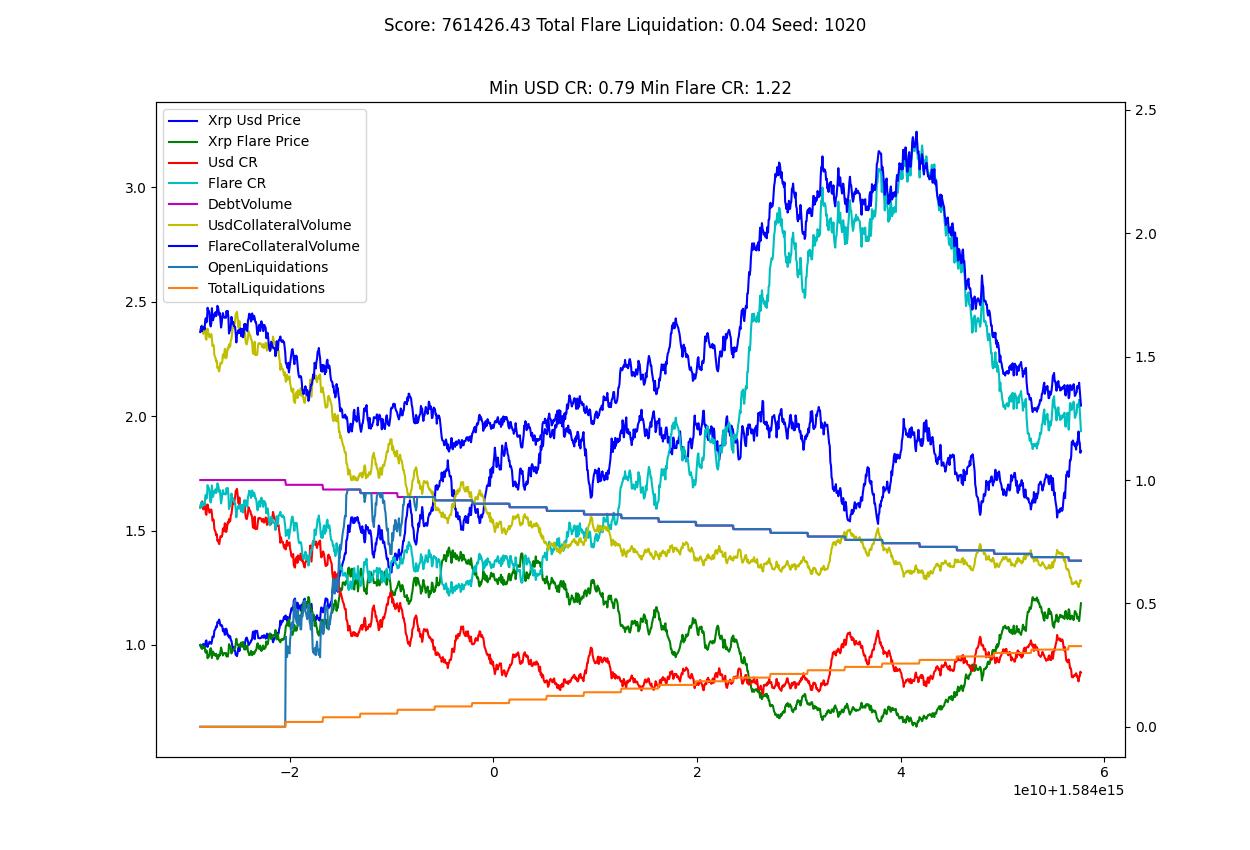 Score: 761426.43 Total Flare Liquidation: 0.04 Seed: 1020
Min USD CR: 0.79 Min Flare CR: 1.22
Xrp Usd Price
Xrp Flare Price
Usd CR
Flare CR
DebtVolume
UsdCollateralVolume
FlareCollateralVolume
OpenLiquidations
TotalLiquidations
3.0
2.5
2.0
1.5
1.0
2.5
2.0
1.5
1.0
0.5
0.0
−2 0 2 4 6
1e10+1.584e15